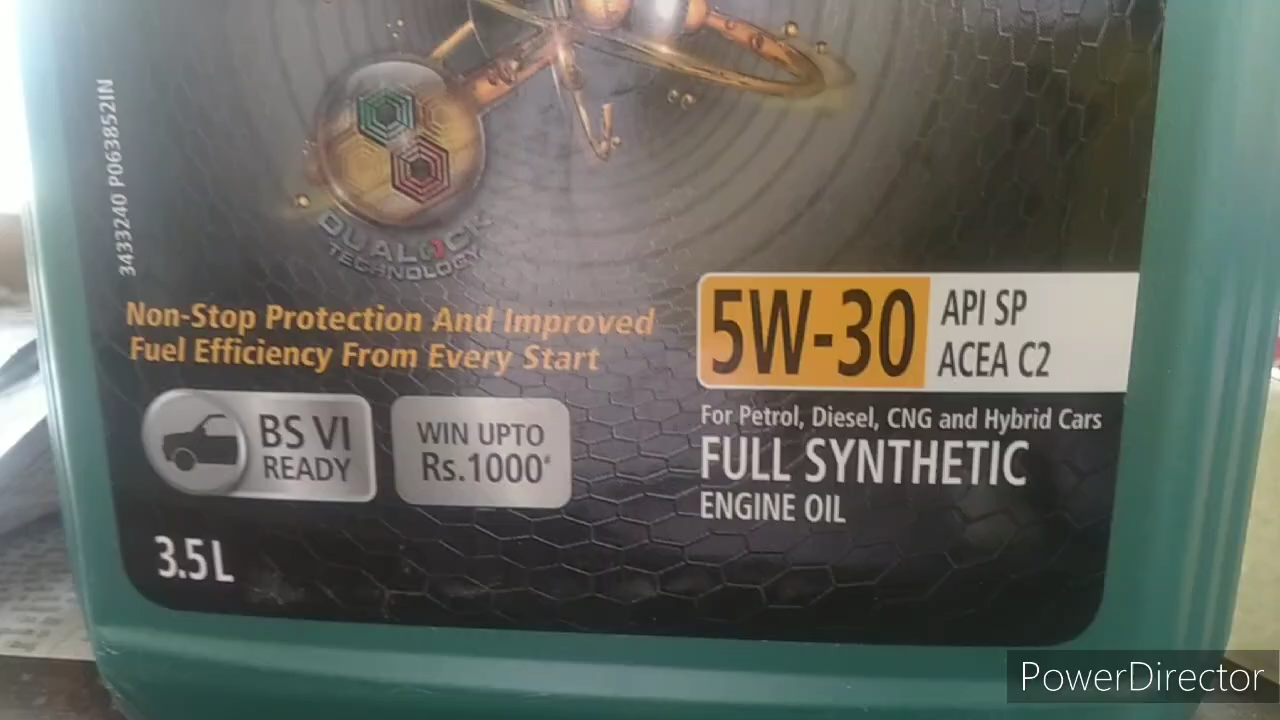 3433240 P063852IN
DUALOCK
TECHNOLOGY
Non-Stop Protection And Improved
Fuel Efficiency From Every Start
BS VI
READY
WIN UPTO
Rs.1000#
3.5L
5W-30
API SP
ACEA C2
For Petrol, Diesel, CNG and Hybrid Cars
FULL SYNTHETIC
ENGINE OIL
PowerDirector